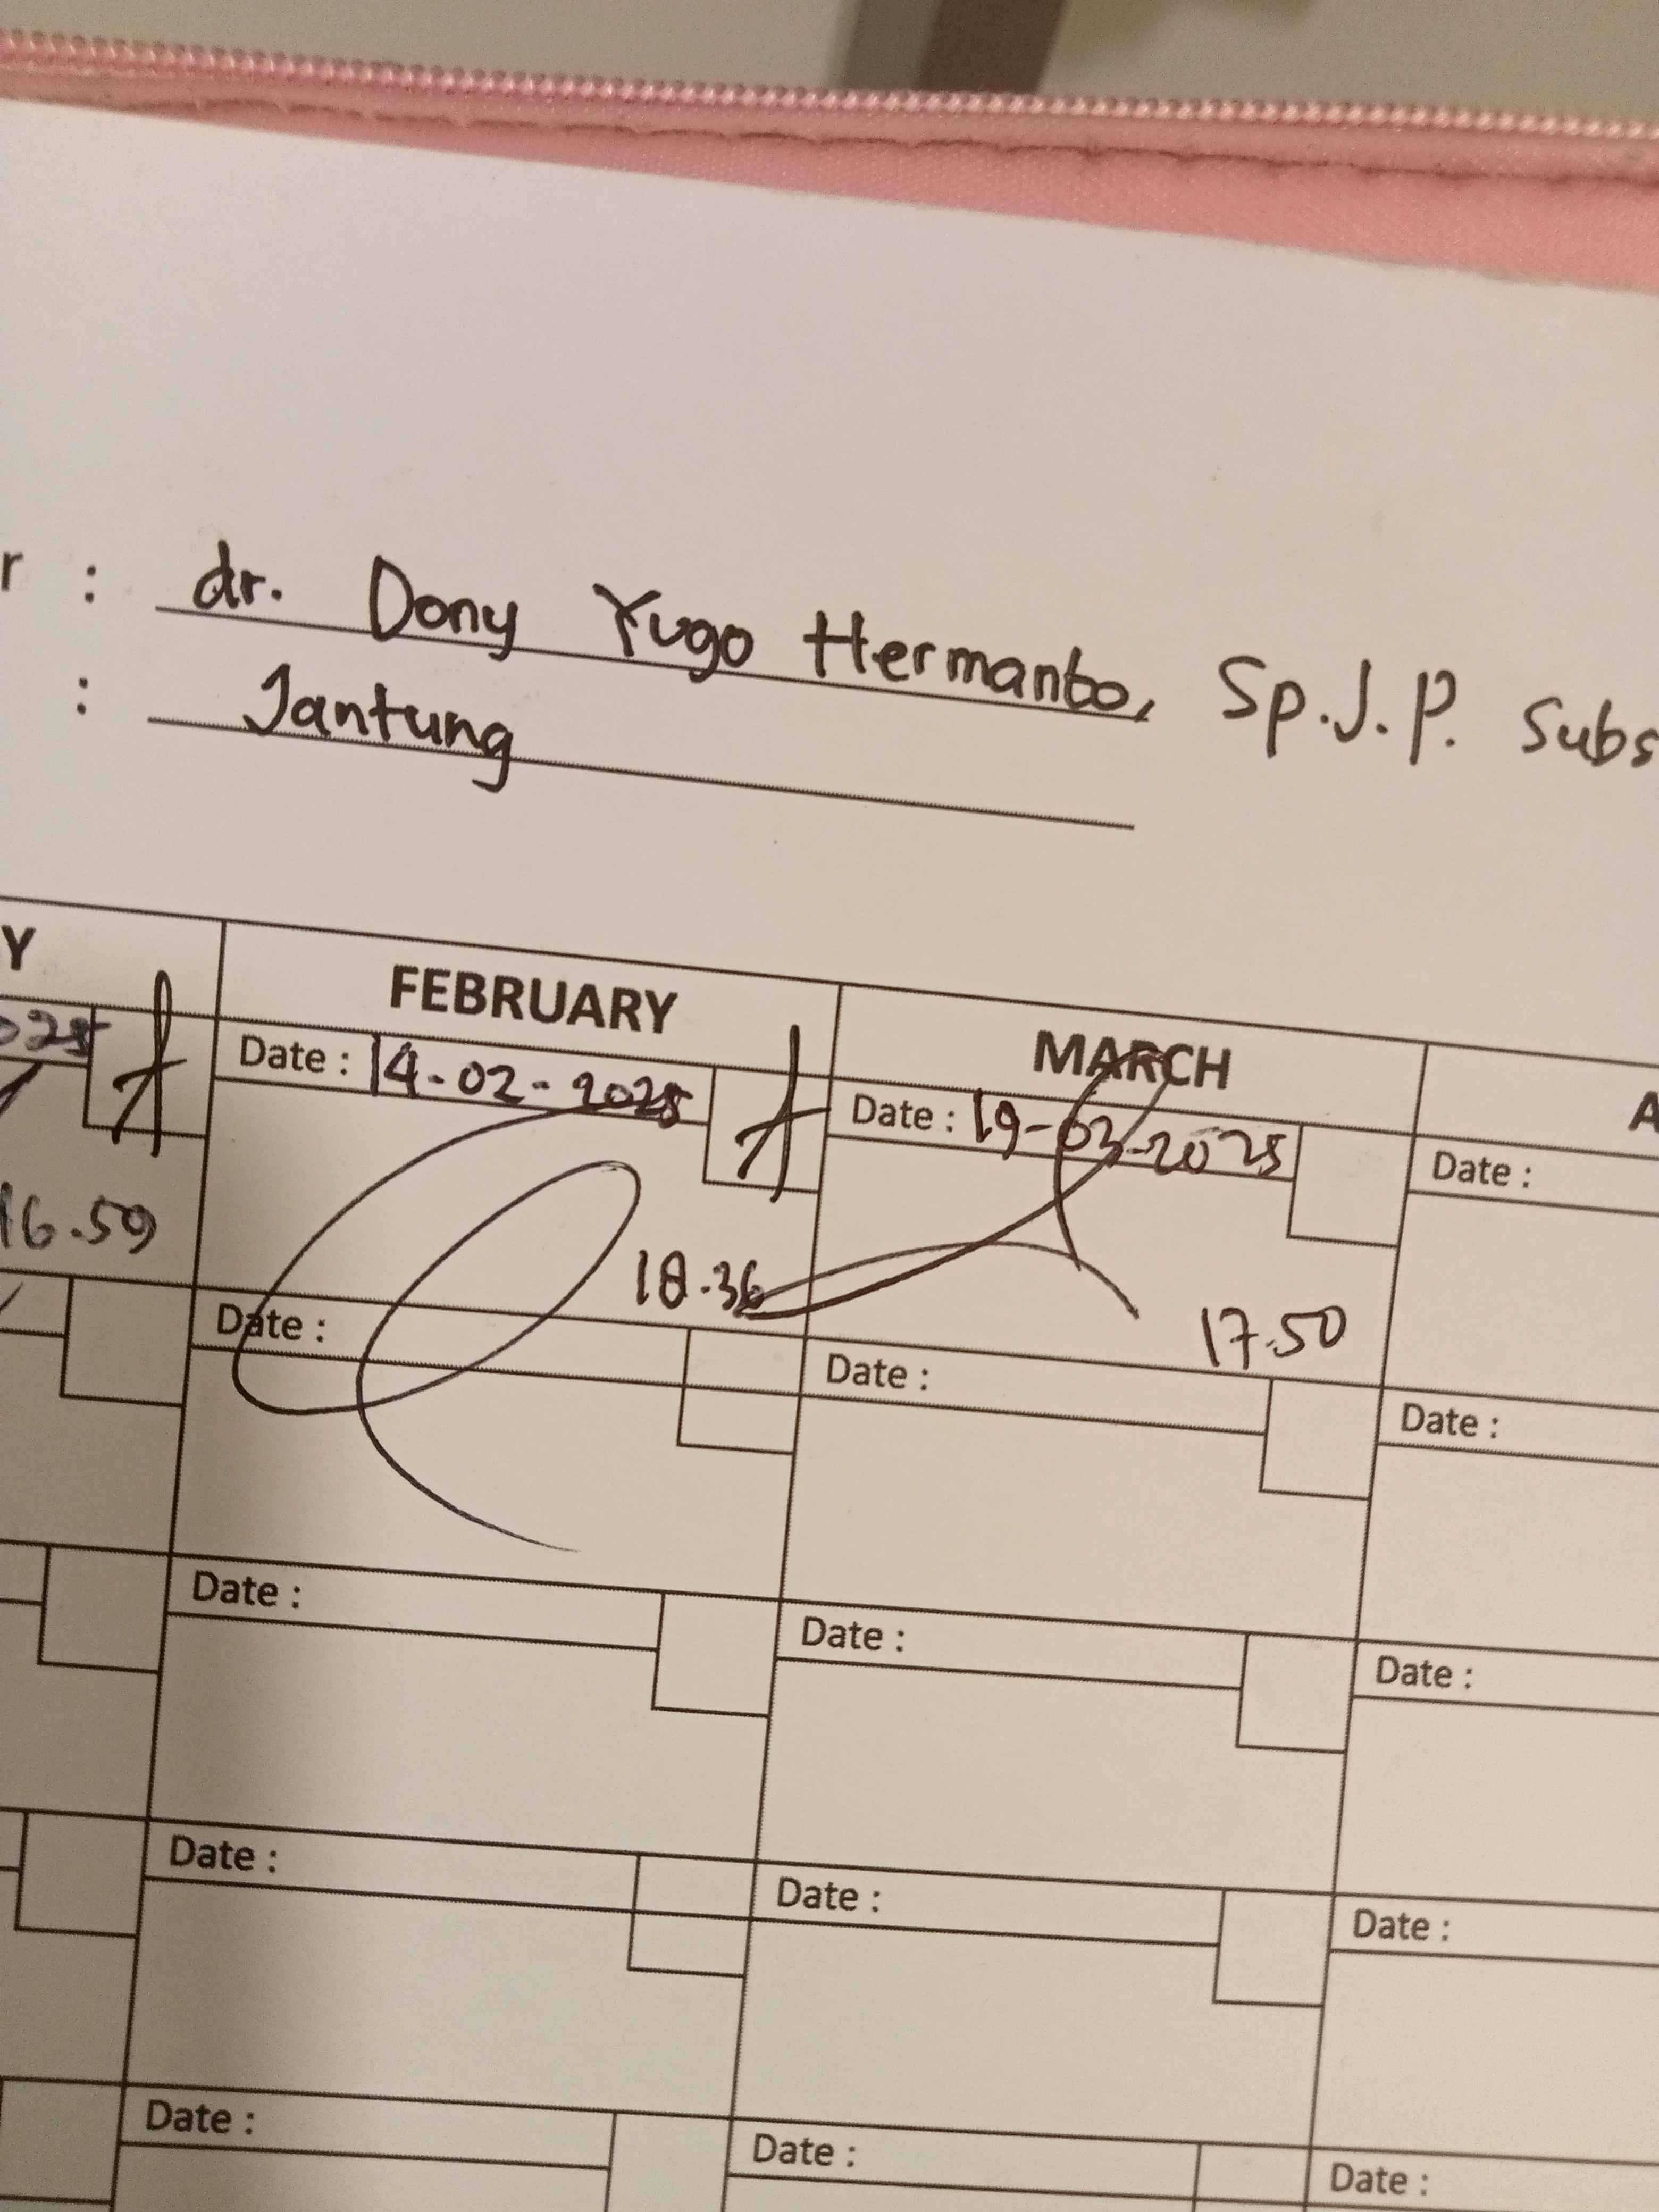 r : dr. Dony Yugo Hermanto, Sp.J.P. Subs
: Jantung
Y FEBRUARY MARCH A
025 Date : 14-02-2025 Date : 19-03-2025 Date :
16.59 18.36 17.50
Date : Date : Date :
Date : Date : Date :
Date : Date : Date :
Date : Date : Date :